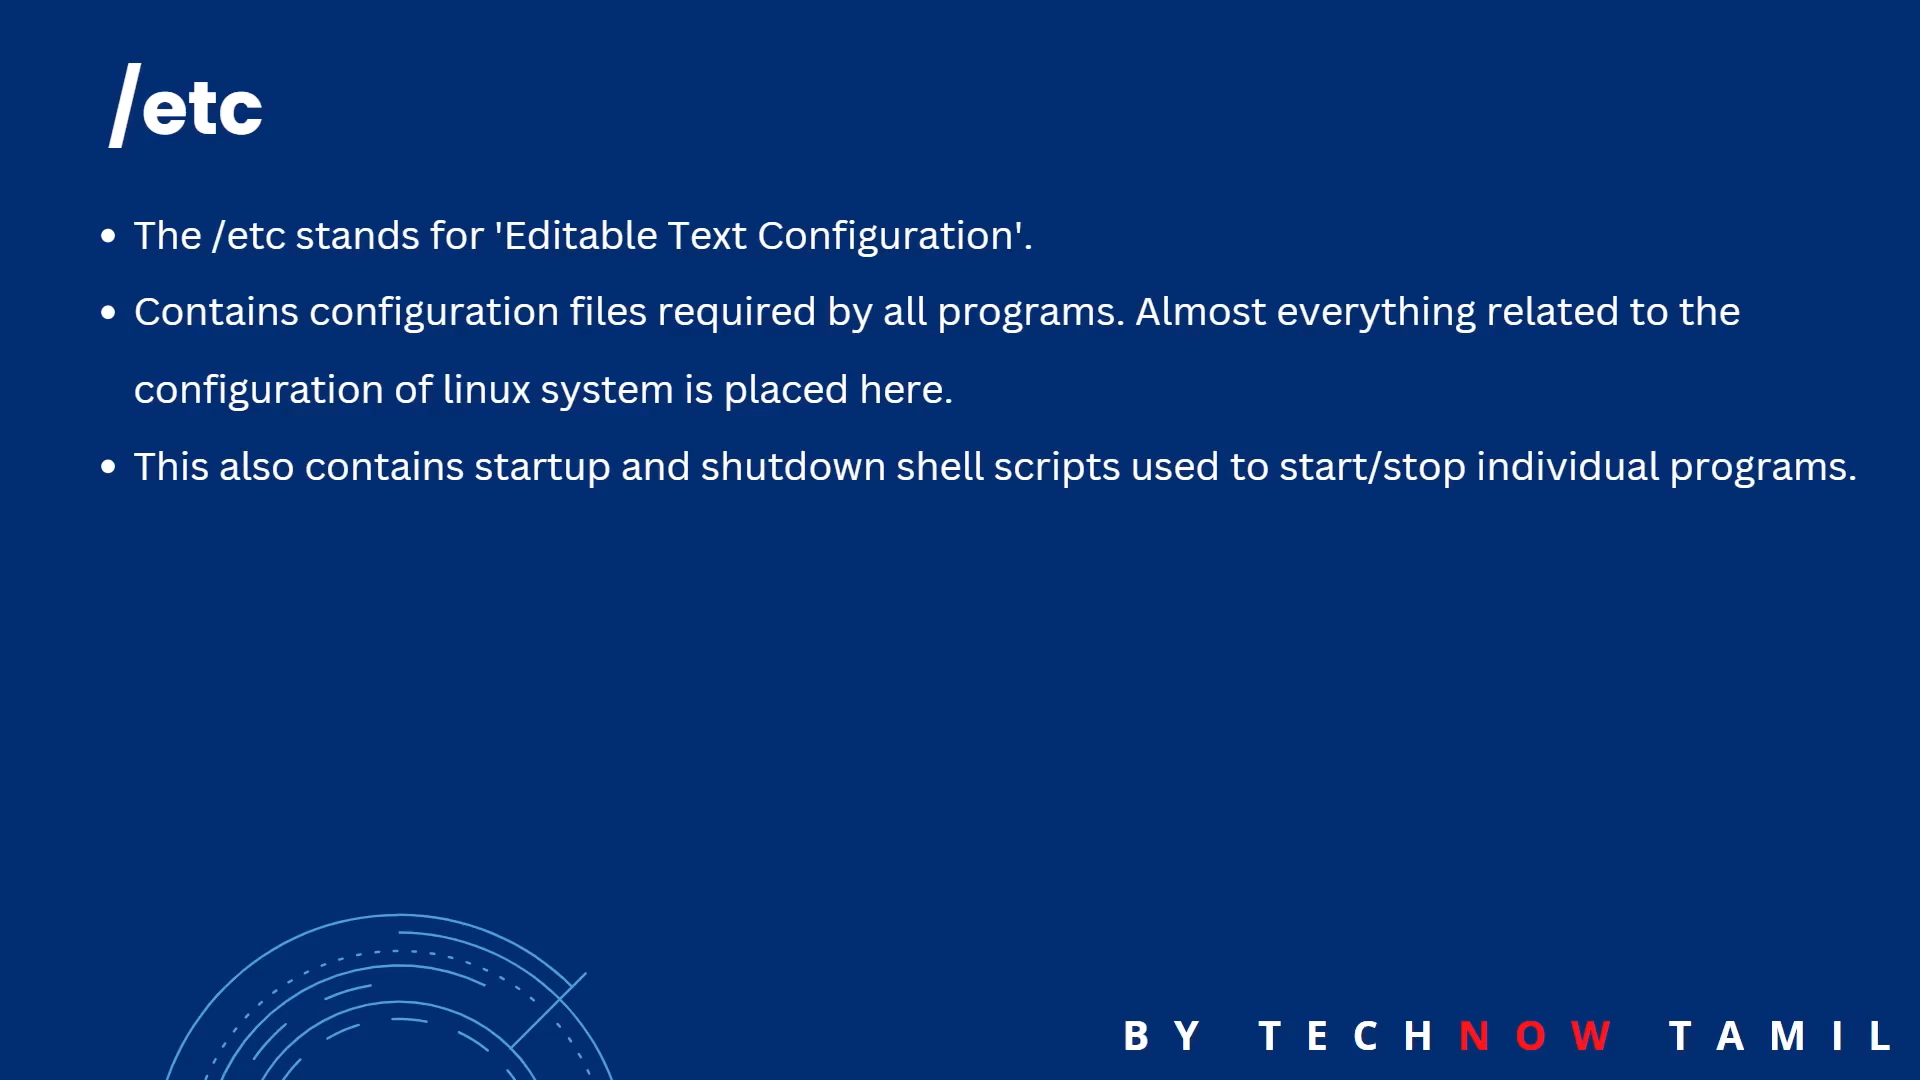 /etc
• The /etc stands for 'Editable Text Configuration'.
• Contains configuration files required by all programs. Almost everything related to the
configuration of linux system is placed here.
• This also contains startup and shutdown shell scripts used to start/stop individual programs.
BY TECHNOW TAMIL